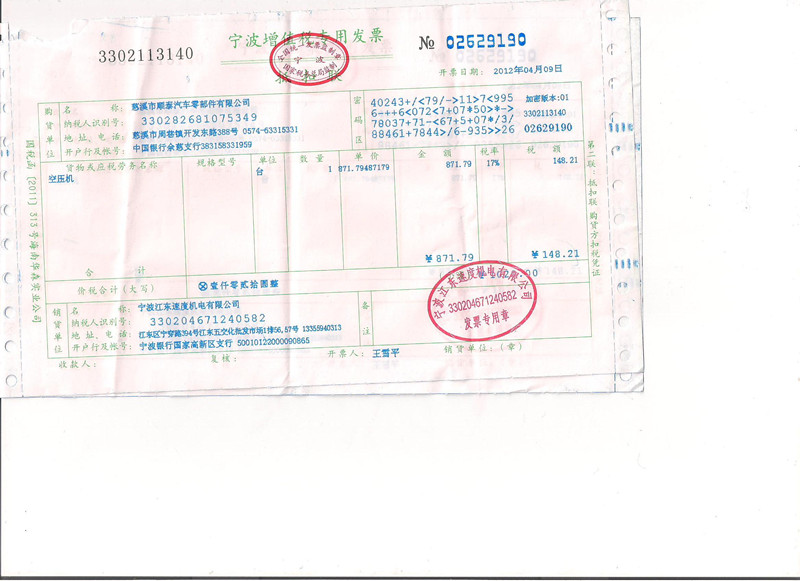 宁波增值税专用发票
3302113140
№ 02629190
开票日期： 2012年04月09日
中国统一发票监制章
宁 波
国家税务总局监制
购货单位
名 称： 慈溪市顺泰汽车零部件有限公司
纳税人识别号： 330282681075349
地址、电话： 慈溪市周巷镇开发东路388号 0574-63315331
开户行及帐号： 中国银行余慈支行383158331959
密码区
40243+/<79/->11>7<995
6-++6<072<7+07*50>*->
78037+71-<67+5+07*/3/
88461+7844>/6-935>>26
加密版本:01
3302113140
02629190
货物或应税劳务名称 规格型号 单位 数 量 单 价 金 额 税率 税 额
空压机 台 1 871.79487179 871.79 17% 148.21
合 计 ￥871.79 ￥148.21
价税合计（大写） ⊗壹仟零贰拾圆整
销货单位
名 称： 宁波江东速度机电有限公司
纳税人识别号： 330204671240582
地址、电话： 江东区宁穿路394号江东五交化批发市场1排56,67号 13355940313
开户行及帐号： 宁波银行国家高新区支行 50010122000090865
备注
宁波江东速度机电有限公司
330204671240582
发票专用章
收款人： 复核： 开票人： 王雪平 销货单位：（章）
国税函〔2011〕313号海南华森实业公司
第二联：抵扣联 购货方扣税凭证